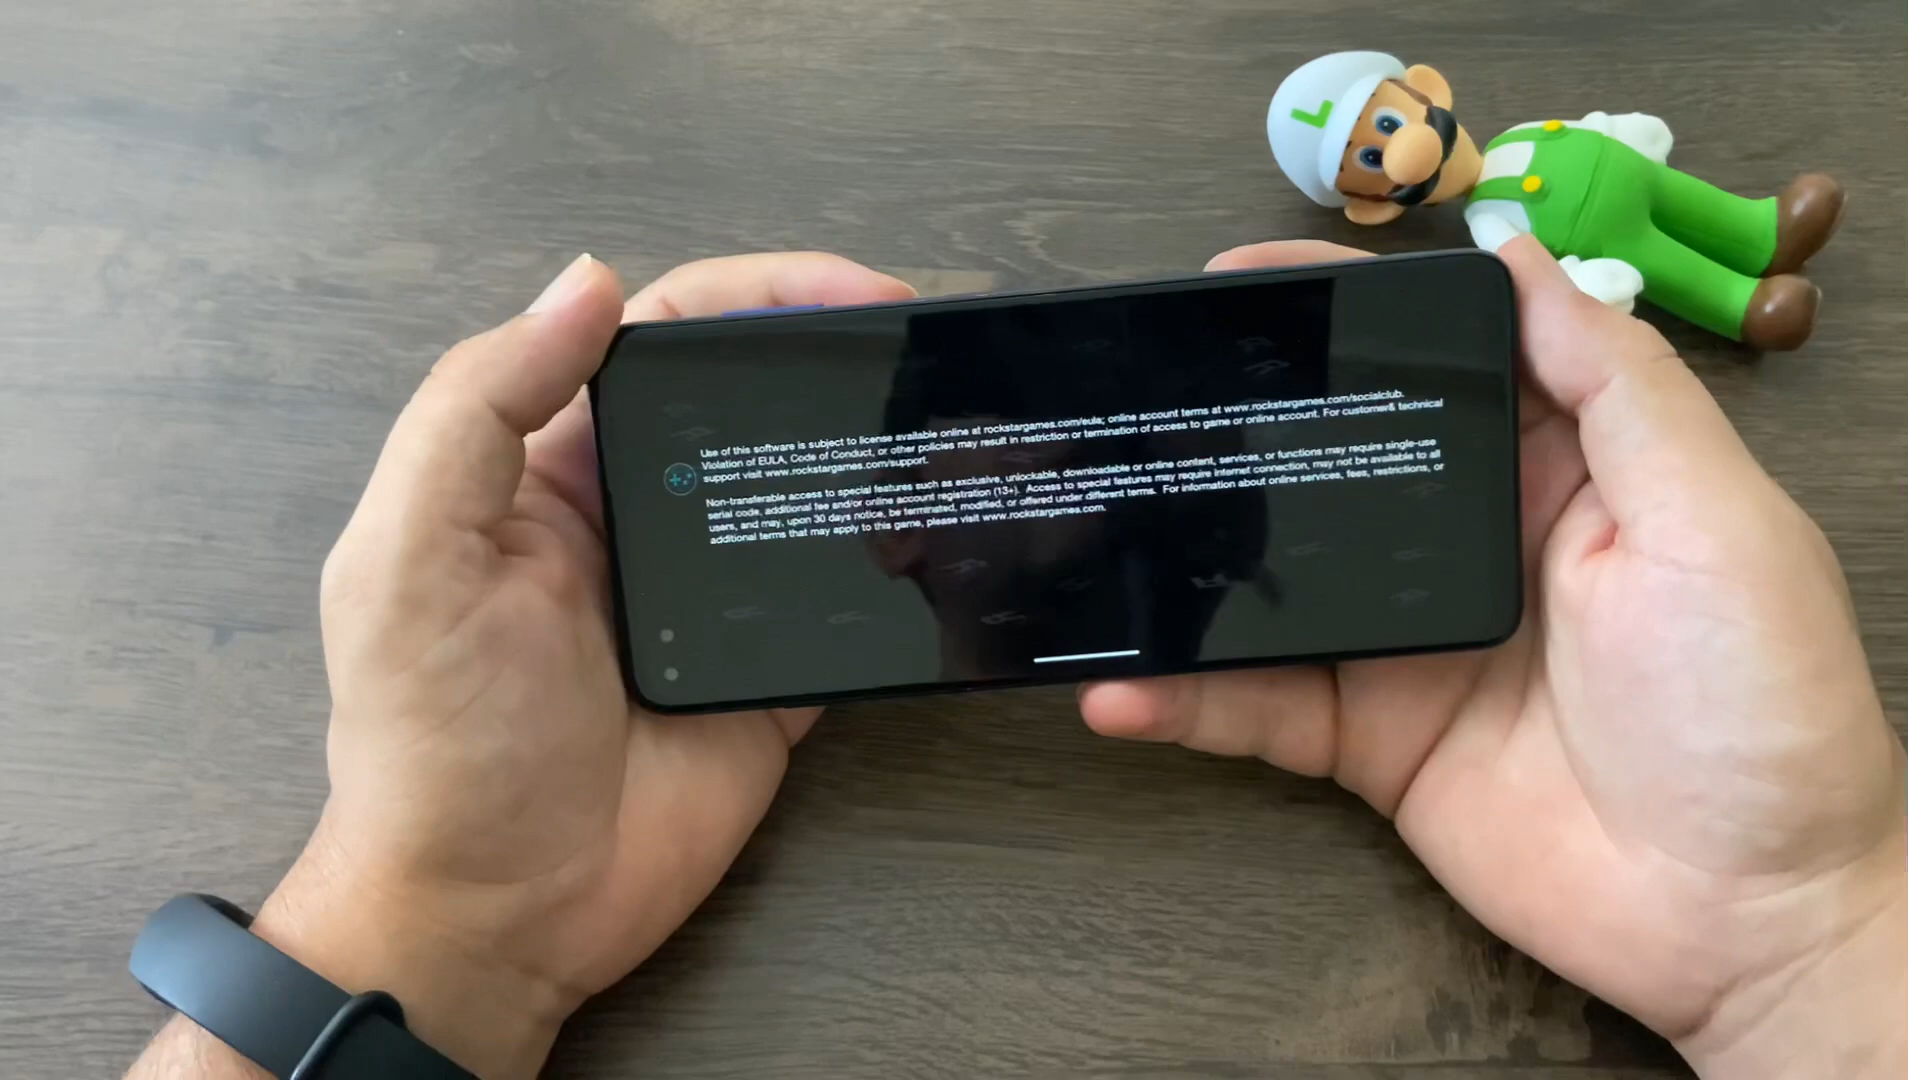 L
Use of this software is subject to license available online at rockstargames.com/eula; online account terms at www.rockstargames.com/socialclub.
Violation of EULA, Code of Conduct, or other policies may result in restriction or termination of access to game or online account. For customer& technical
support visit www.rockstargames.com/support.
Non-transferable access to special features such as exclusive, unlockable, downloadable or online content, services, or functions may require single-use
serial code, additional fee and/or online account registration (13+). Access to special features may require internet connection, may not be available to all
users, and may, upon 30 days notice, be terminated, modified, or offered under different terms. For information about online services, fees, restrictions, or
additional terms that may apply to this game, please visit www.rockstargames.com.